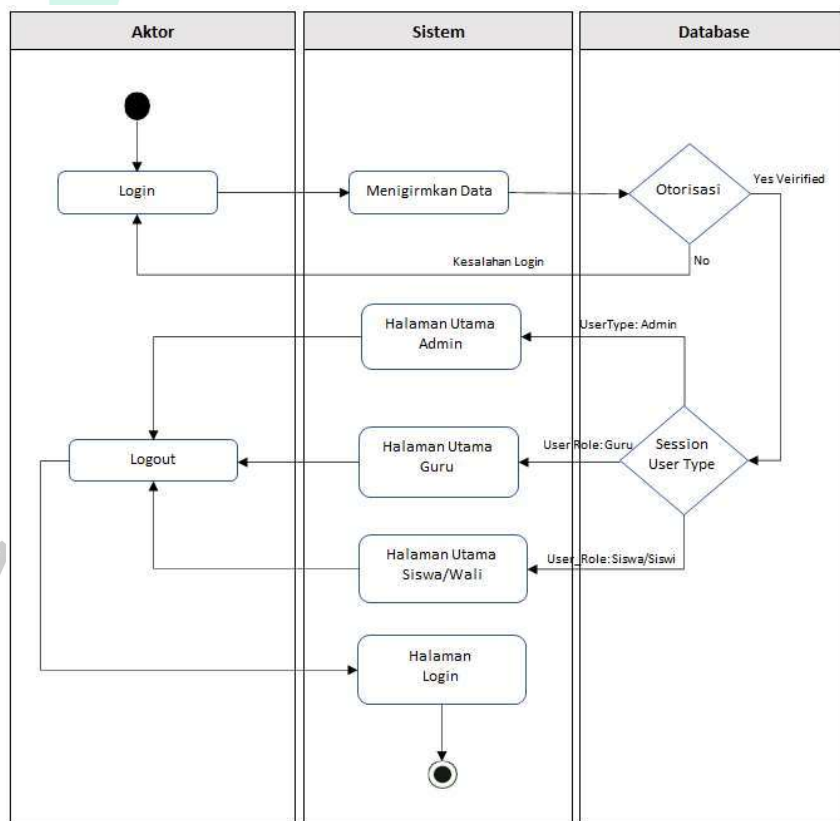 Aktor
Sistem
Database
Login
Menigirmkan Data
Otorisasi
Yes Veirified
Kesalahan Login
No
Halaman Utama
Admin
UserType: Admin
Logout
Halaman Utama
Guru
User Role: Guru
Session
User Type
Halaman Utama
Siswa/Wali
User_Role: Siswa/Siswi
Halaman
Login